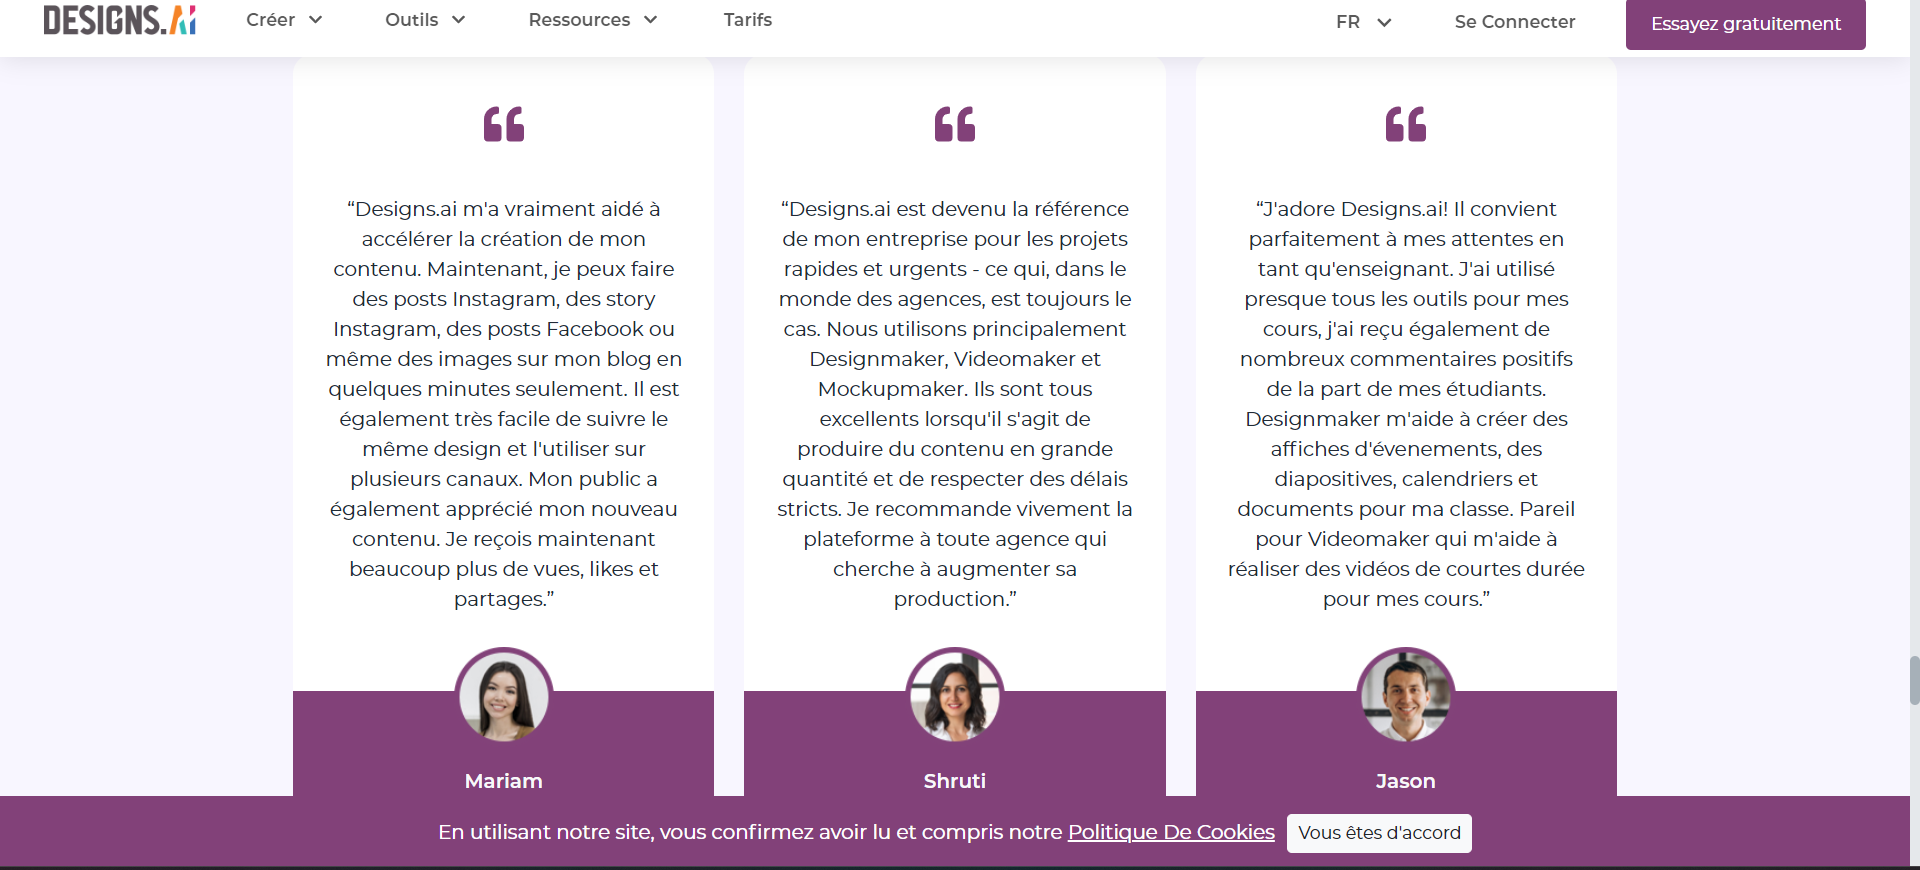 DESIGNS.Ai
Créer
Outils
Ressources
Tarifs
FR
Se Connecter
Essayez gratuitement
“Designs.ai m'a vraiment aidé à
accélérer la création de mon
contenu. Maintenant, je peux faire
des posts Instagram, des story
Instagram, des posts Facebook ou
même des images sur mon blog en
quelques minutes seulement. Il est
également très facile de suivre le
même design et l'utiliser sur
plusieurs canaux. Mon public a
également apprécié mon nouveau
contenu. Je reçois maintenant
beaucoup plus de vues, likes et
partages.”
Mariam
“Designs.ai est devenu la référence
de mon entreprise pour les projets
rapides et urgents - ce qui, dans le
monde des agences, est toujours le
cas. Nous utilisons principalement
Designmaker, Videomaker et
Mockupmaker. Ils sont tous
excellents lorsqu'il s'agit de
produire du contenu en grande
quantité et de respecter des délais
stricts. Je recommande vivement la
plateforme à toute agence qui
cherche à augmenter sa
production.”
Shruti
“J'adore Designs.ai! Il convient
parfaitement à mes attentes en
tant qu'enseignant. J'ai utilisé
presque tous les outils pour mes
cours, j'ai reçu également de
nombreux commentaires positifs
de la part de mes étudiants.
Designmaker m'aide à créer des
affiches d'évenements, des
diapositives, calendriers et
documents pour ma classe. Pareil
pour Videomaker qui m'aide à
réaliser des vidéos de courtes durée
pour mes cours.”
Jason
En utilisant notre site, vous confirmez avoir lu et compris notre Politique De Cookies
Vous êtes d'accord